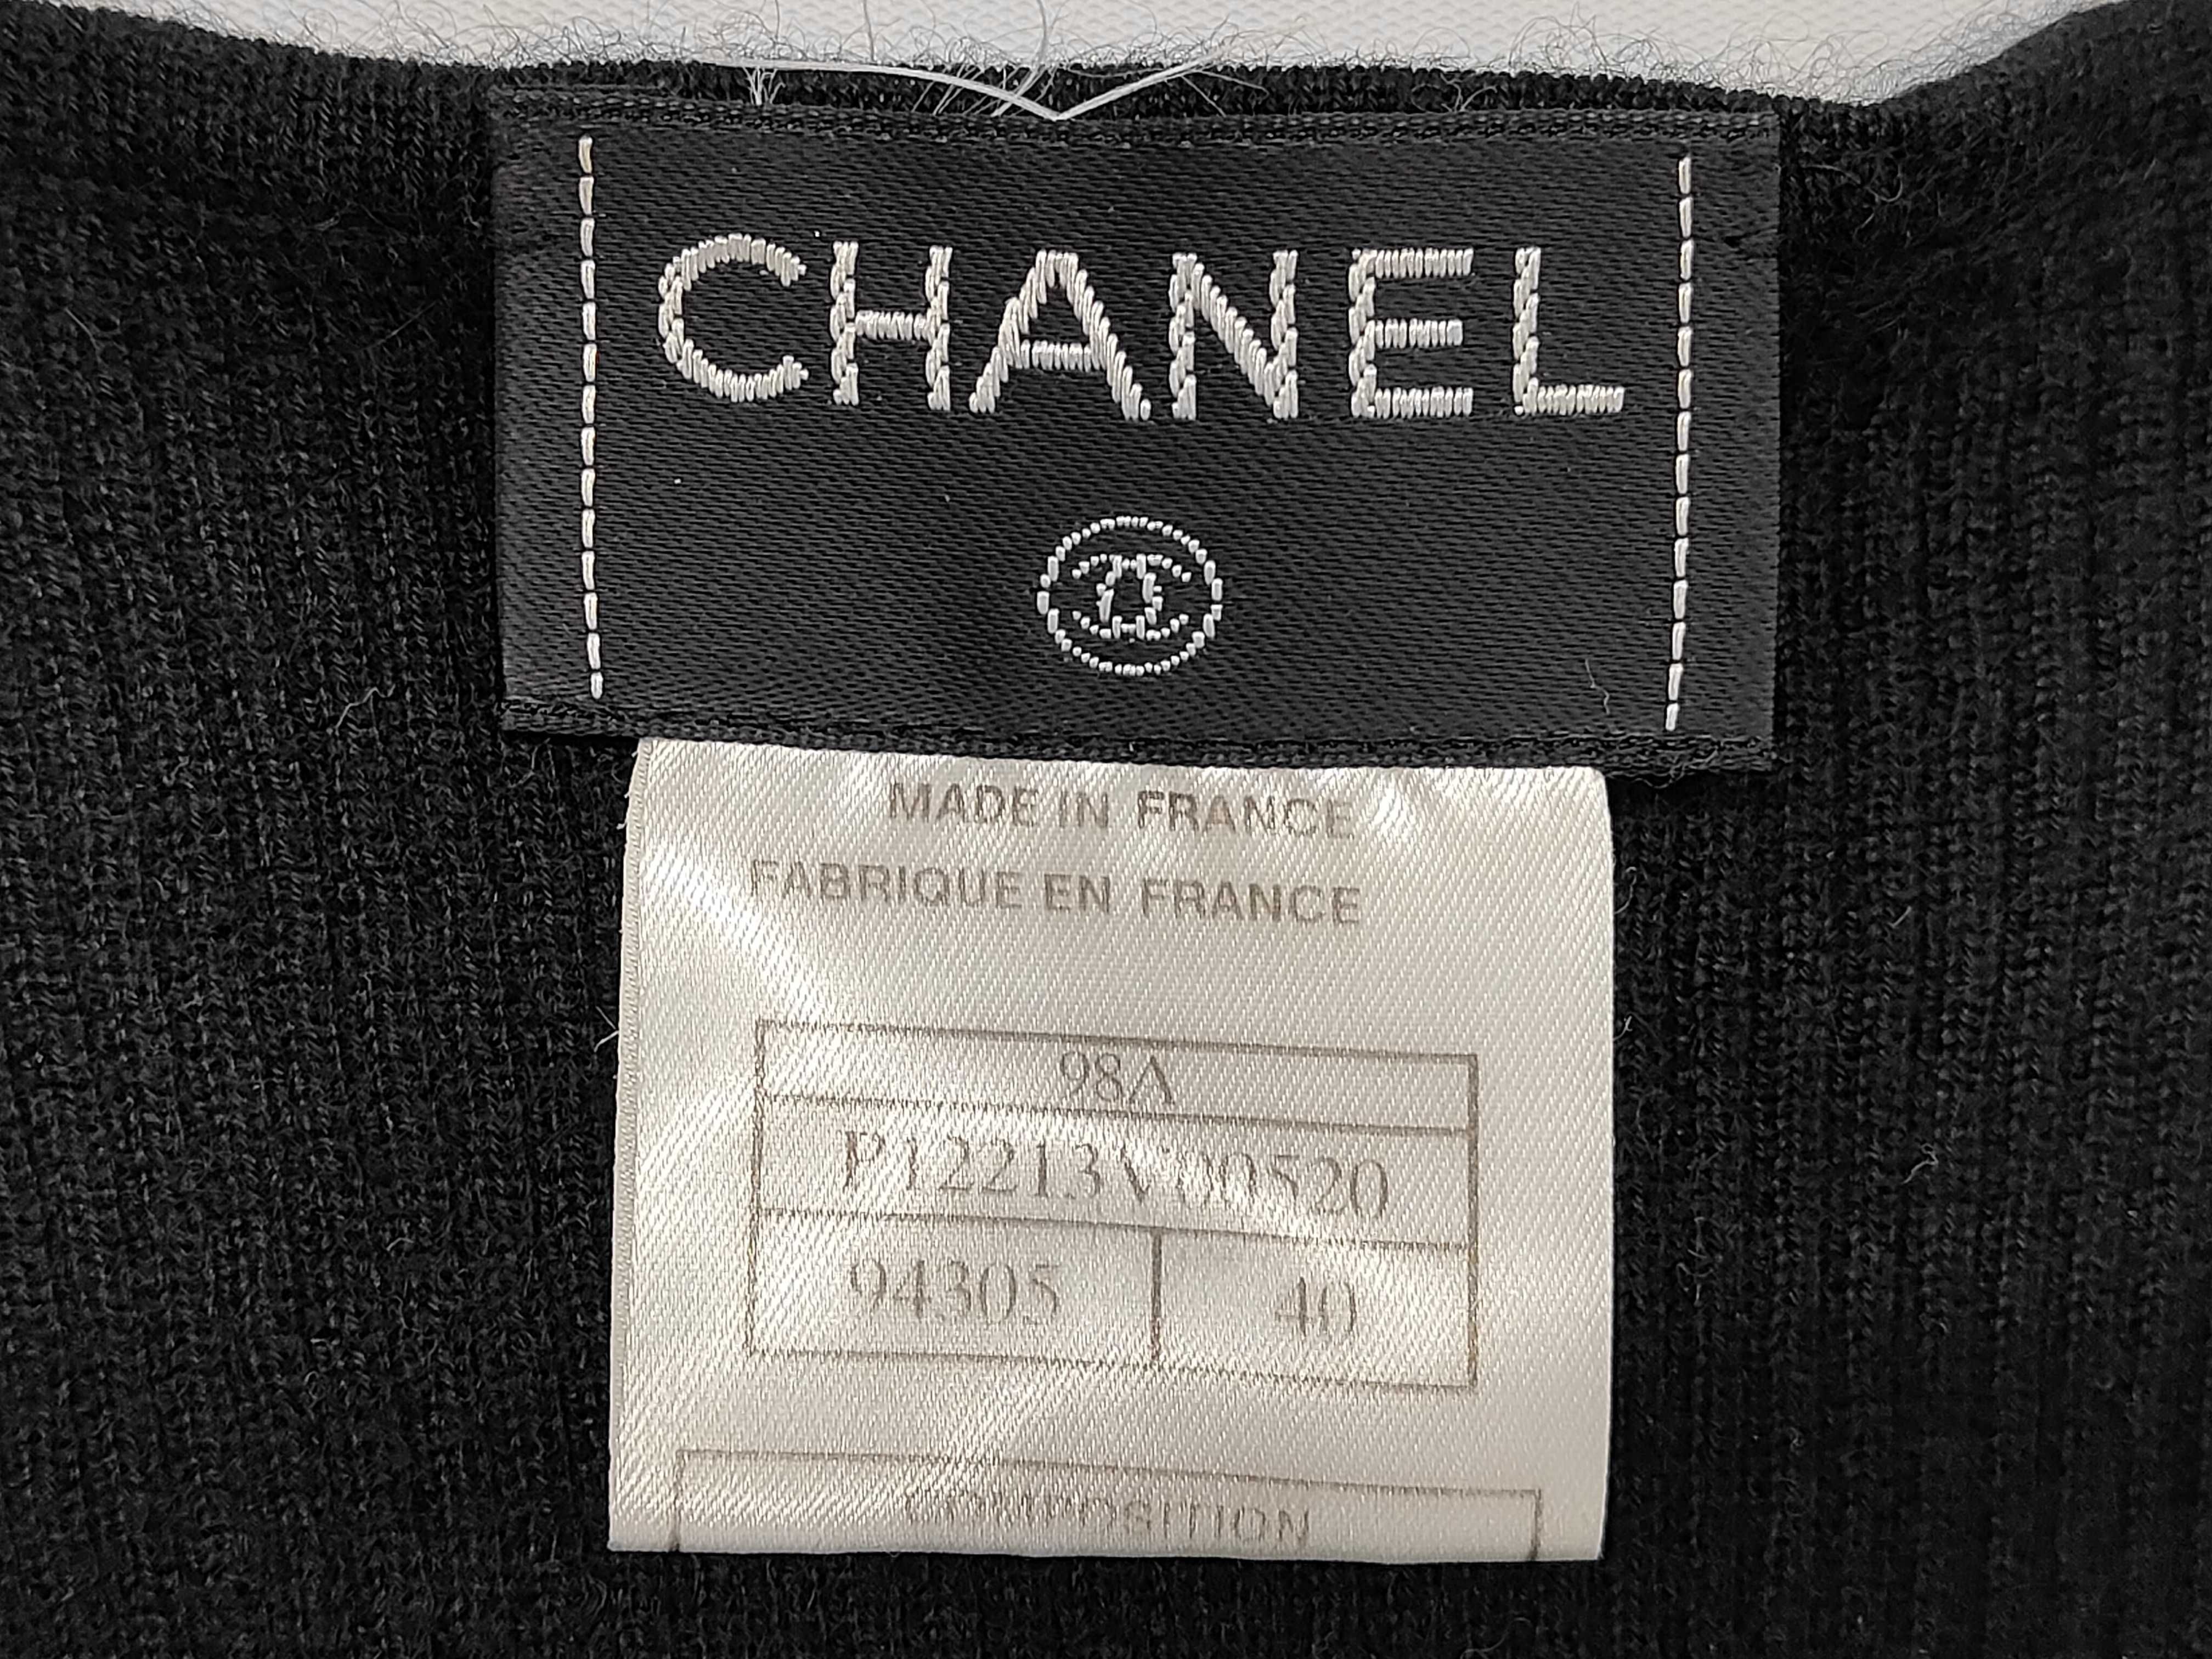 CHANEL
MADE IN FRANCE
FABRIQUE EN FRANCE
98A
P12213V00520
94305 40
COMPOSITION